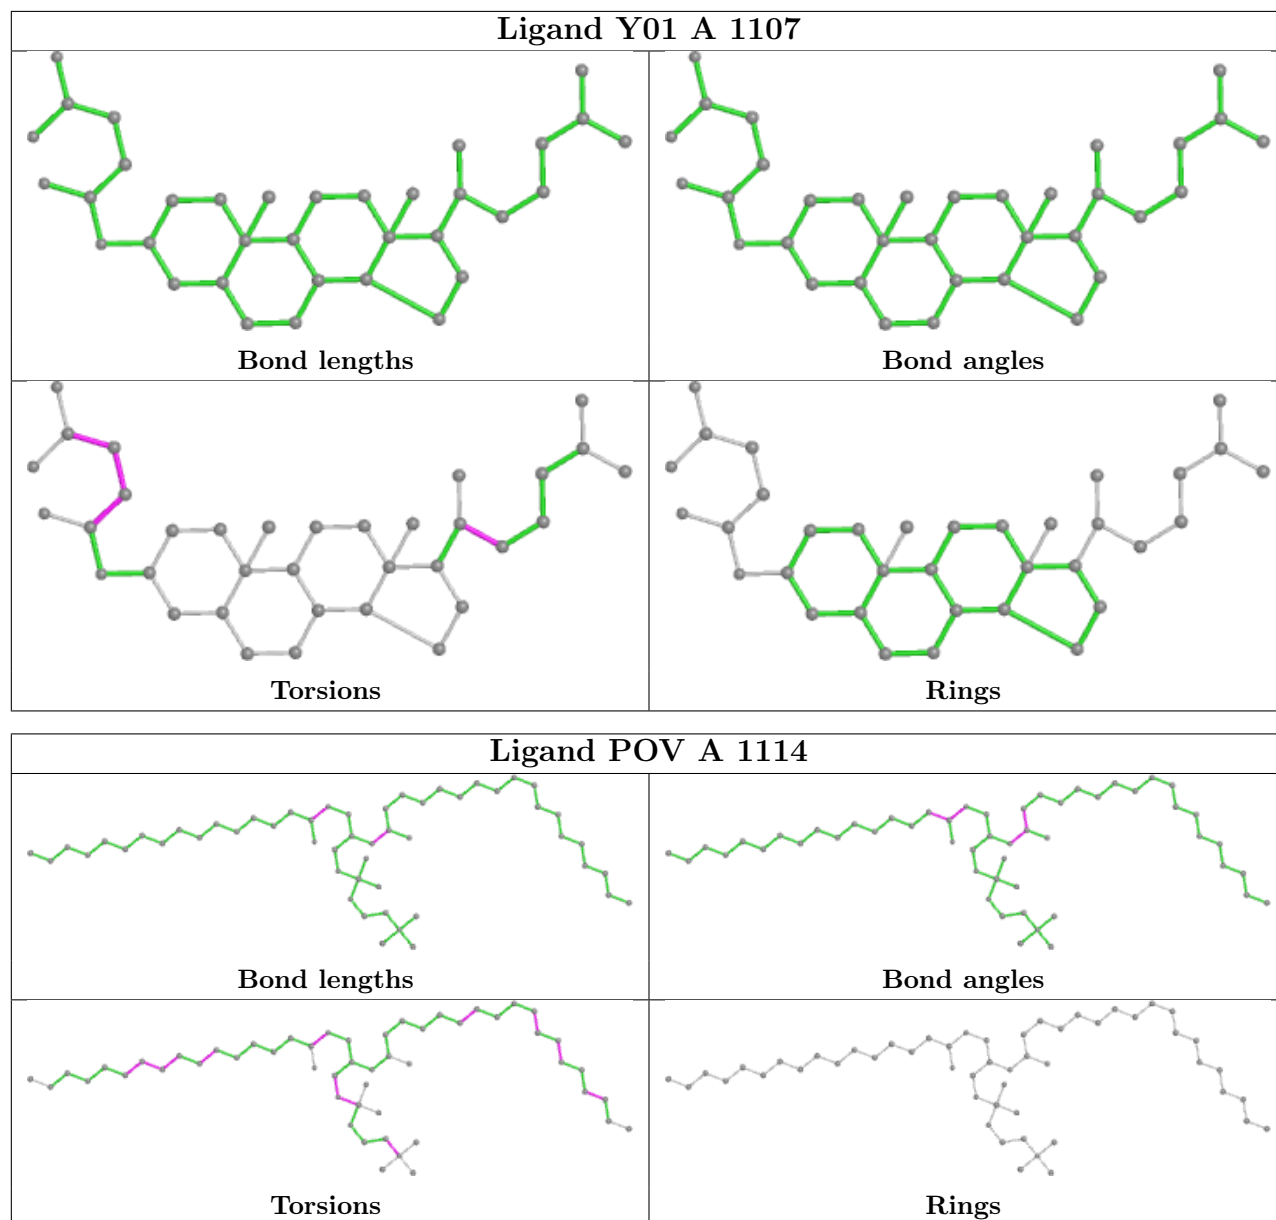 Ligand Y01 A 1107
Bond lengths
Bond angles
Torsions
Rings
Ligand POV A 1114
Bond lengths
Bond angles
Torsions
Rings